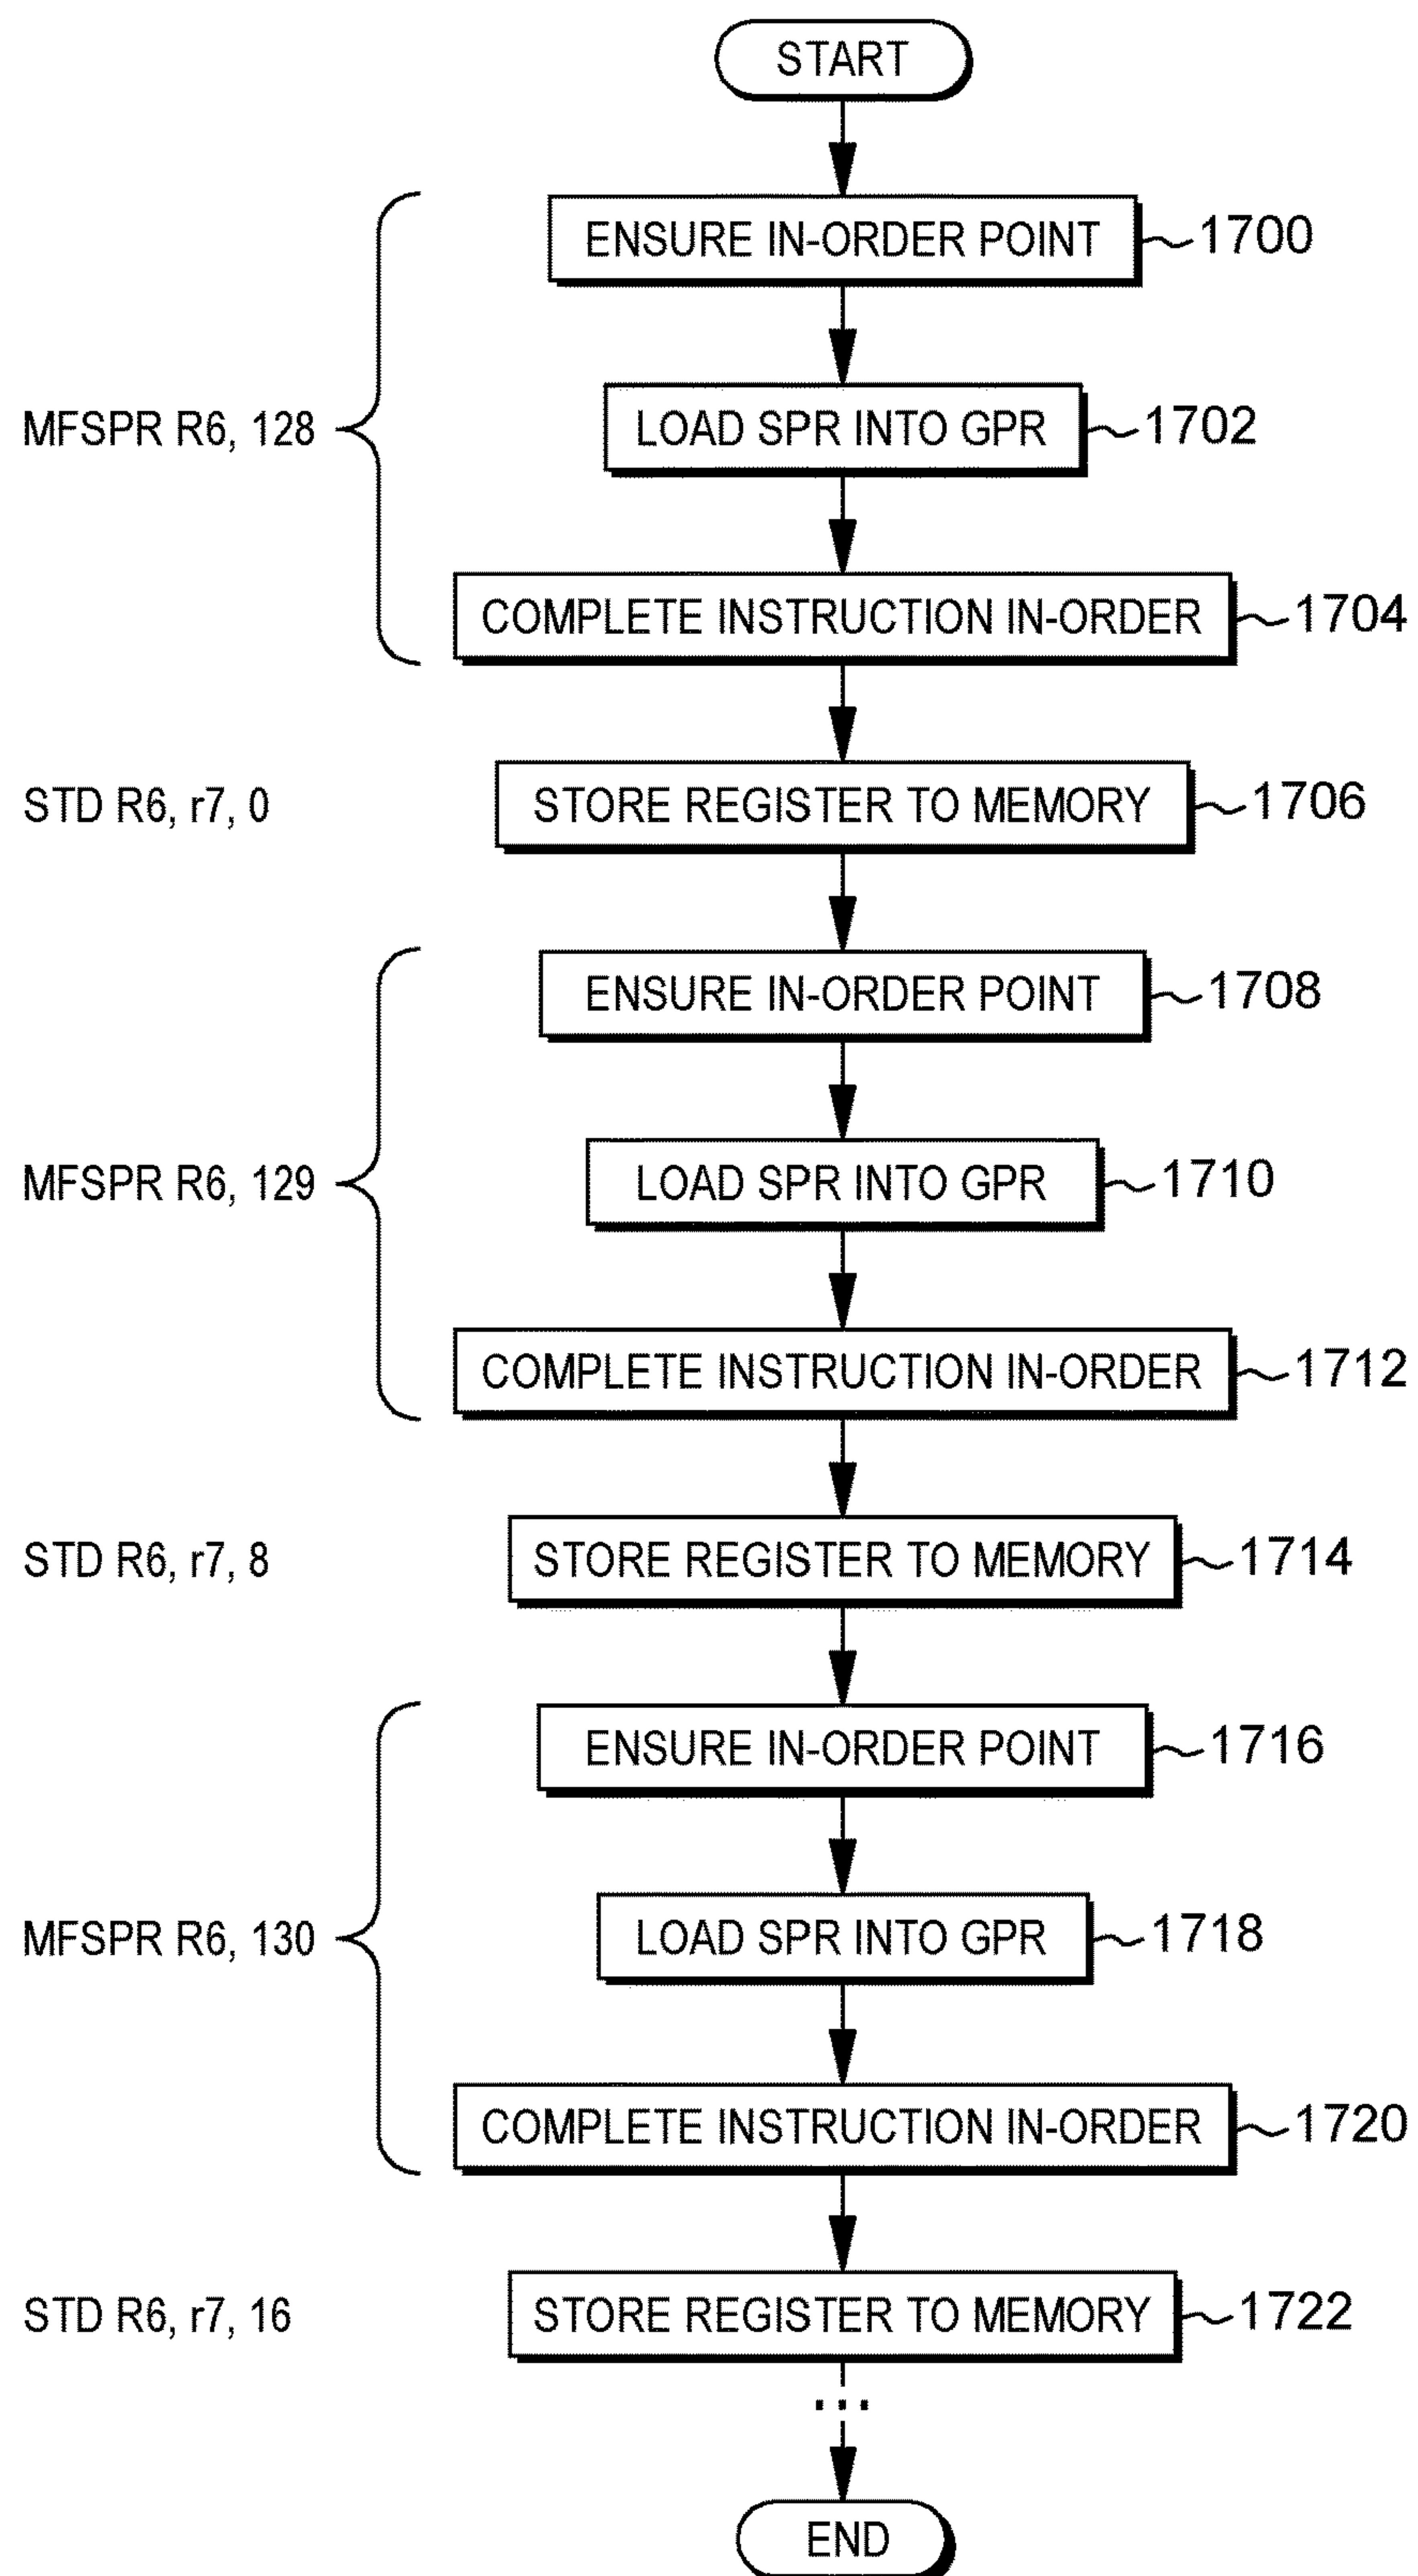 START
ENSURE IN-ORDER POINT 1700
MFSPR R6, 128 LOAD SPR INTO GPR 1702
COMPLETE INSTRUCTION IN-ORDER 1704
STD R6, r7, 0 STORE REGISTER TO MEMORY 1706
ENSURE IN-ORDER POINT 1708
MFSPR R6, 129 LOAD SPR INTO GPR 1710
COMPLETE INSTRUCTION IN-ORDER 1712
STD R6, r7, 8 STORE REGISTER TO MEMORY 1714
ENSURE IN-ORDER POINT 1716
MFSPR R6, 130 LOAD SPR INTO GPR 1718
COMPLETE INSTRUCTION IN-ORDER 1720
STD R6, r7, 16 STORE REGISTER TO MEMORY 1722
...
END